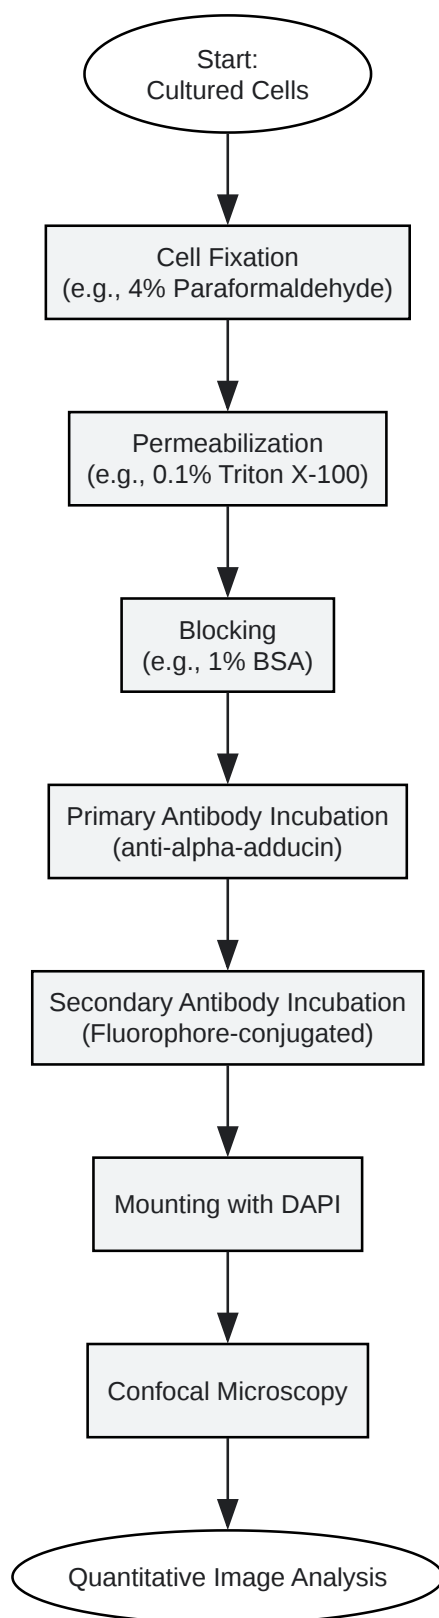 Start:
Cultured Cells
Cell Fixation
(e.g., 4% Paraformaldehyde)
Permeabilization
(e.g., 0.1% Triton X-100)
Blocking
(e.g., 1% BSA)
Primary Antibody Incubation
(anti-alpha-adducin)
Secondary Antibody Incubation
(Fluorophore-conjugated)
Mounting with DAPI
Confocal Microscopy
Quantitative Image Analysis